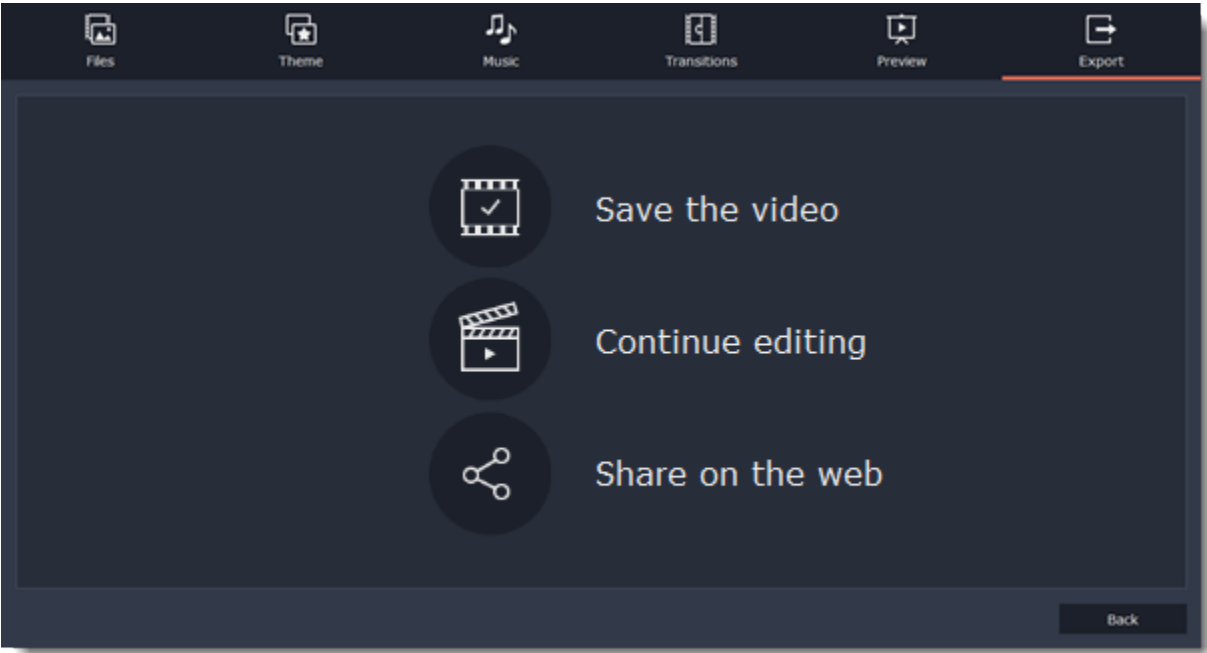 Files
Theme
Music
Transitions
Preview
Export
Save the video
Continue editing
Share on the web
Back